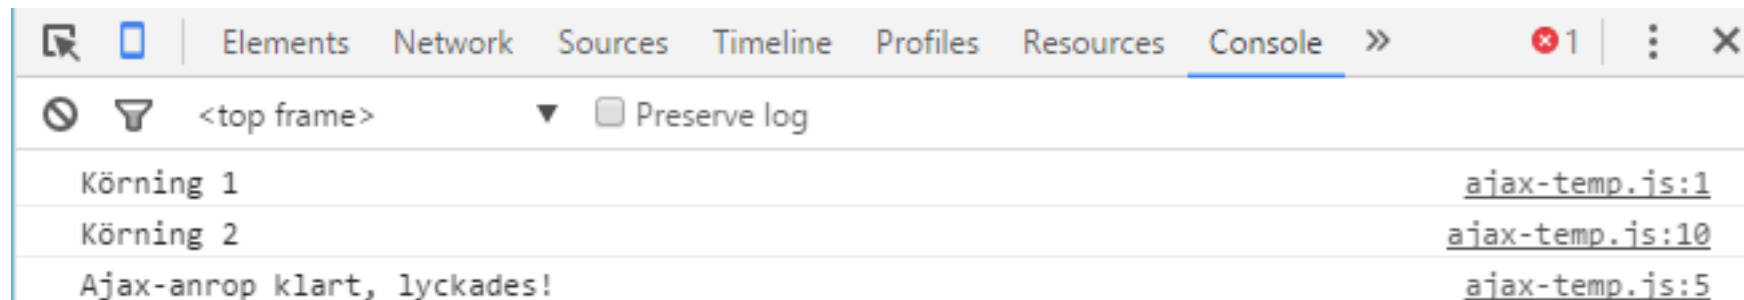 Elements Network Sources Timeline Profiles Resources Console » 1
<top frame> ▼ Preserve log
Körning 1 ajax-temp.js:1
Körning 2 ajax-temp.js:10
Ajax-anrop klart, lyckades! ajax-temp.js:5